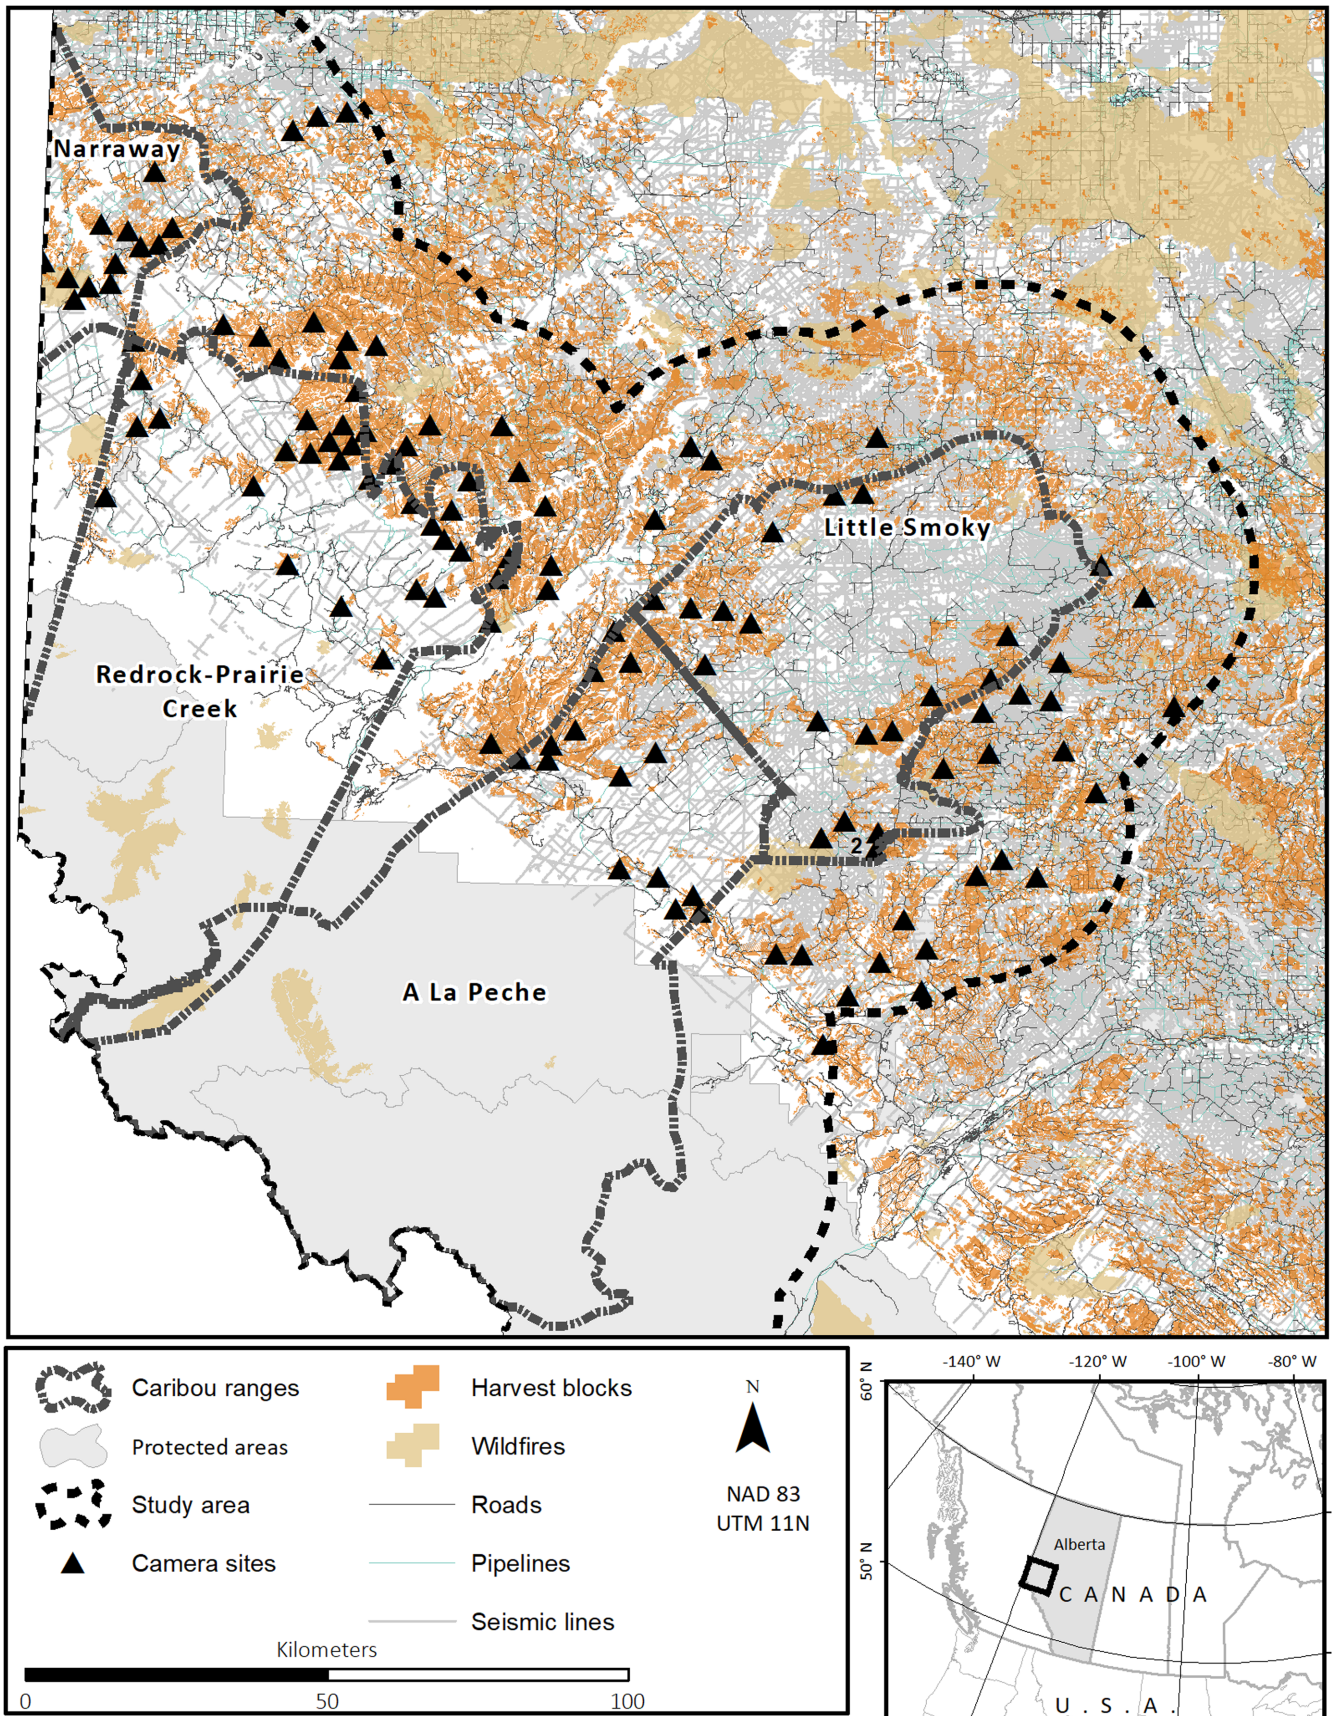 Narraway
Little Smoky
Redrock-Prairie
Creek
2
A La Peche
Caribou ranges
Protected areas
Study area
Camera sites
Harvest blocks
Wildfires
Roads
Pipelines
Seismic lines
N
NAD 83
UTM 11N
Kilometers
0 50 100
-140° W -120° W -100° W -80° W
60° N
50° N
Alberta
CANADA
U.S.A.